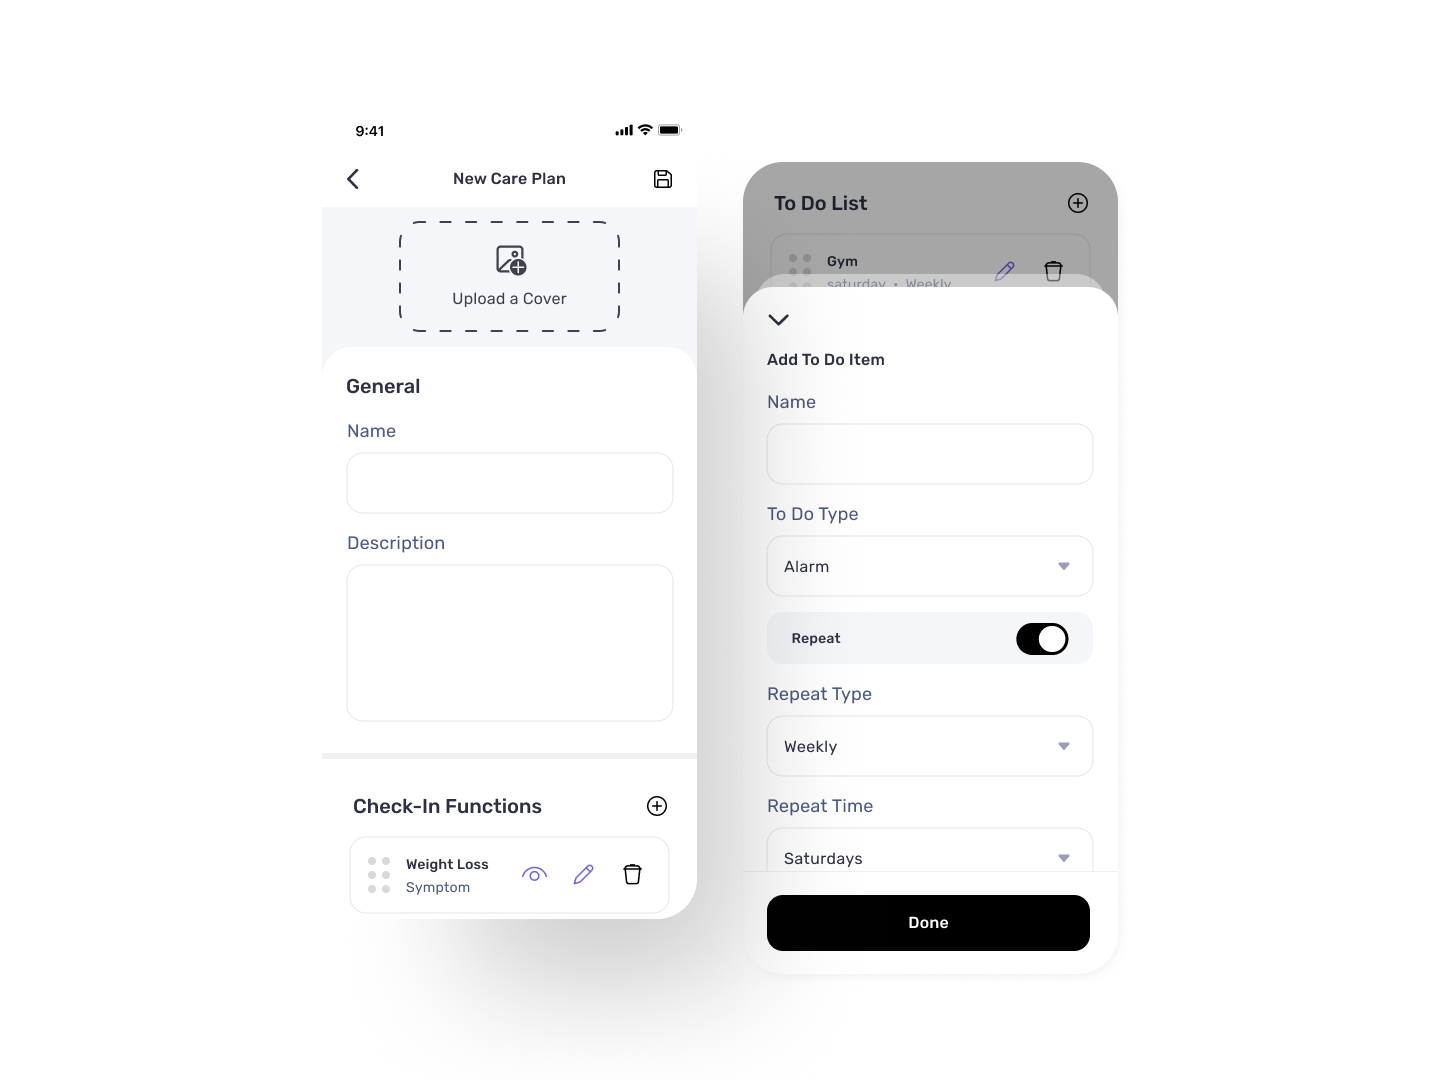 9:41
New Care Plan
Upload a Cover
General
Name
Description
Check-In Functions
Weight Loss
Symptom
To Do List
Gym
saturday • Weekly
Add To Do Item
Name
To Do Type
Alarm
Repeat
Repeat Type
Weekly
Repeat Time
Saturdays
Done